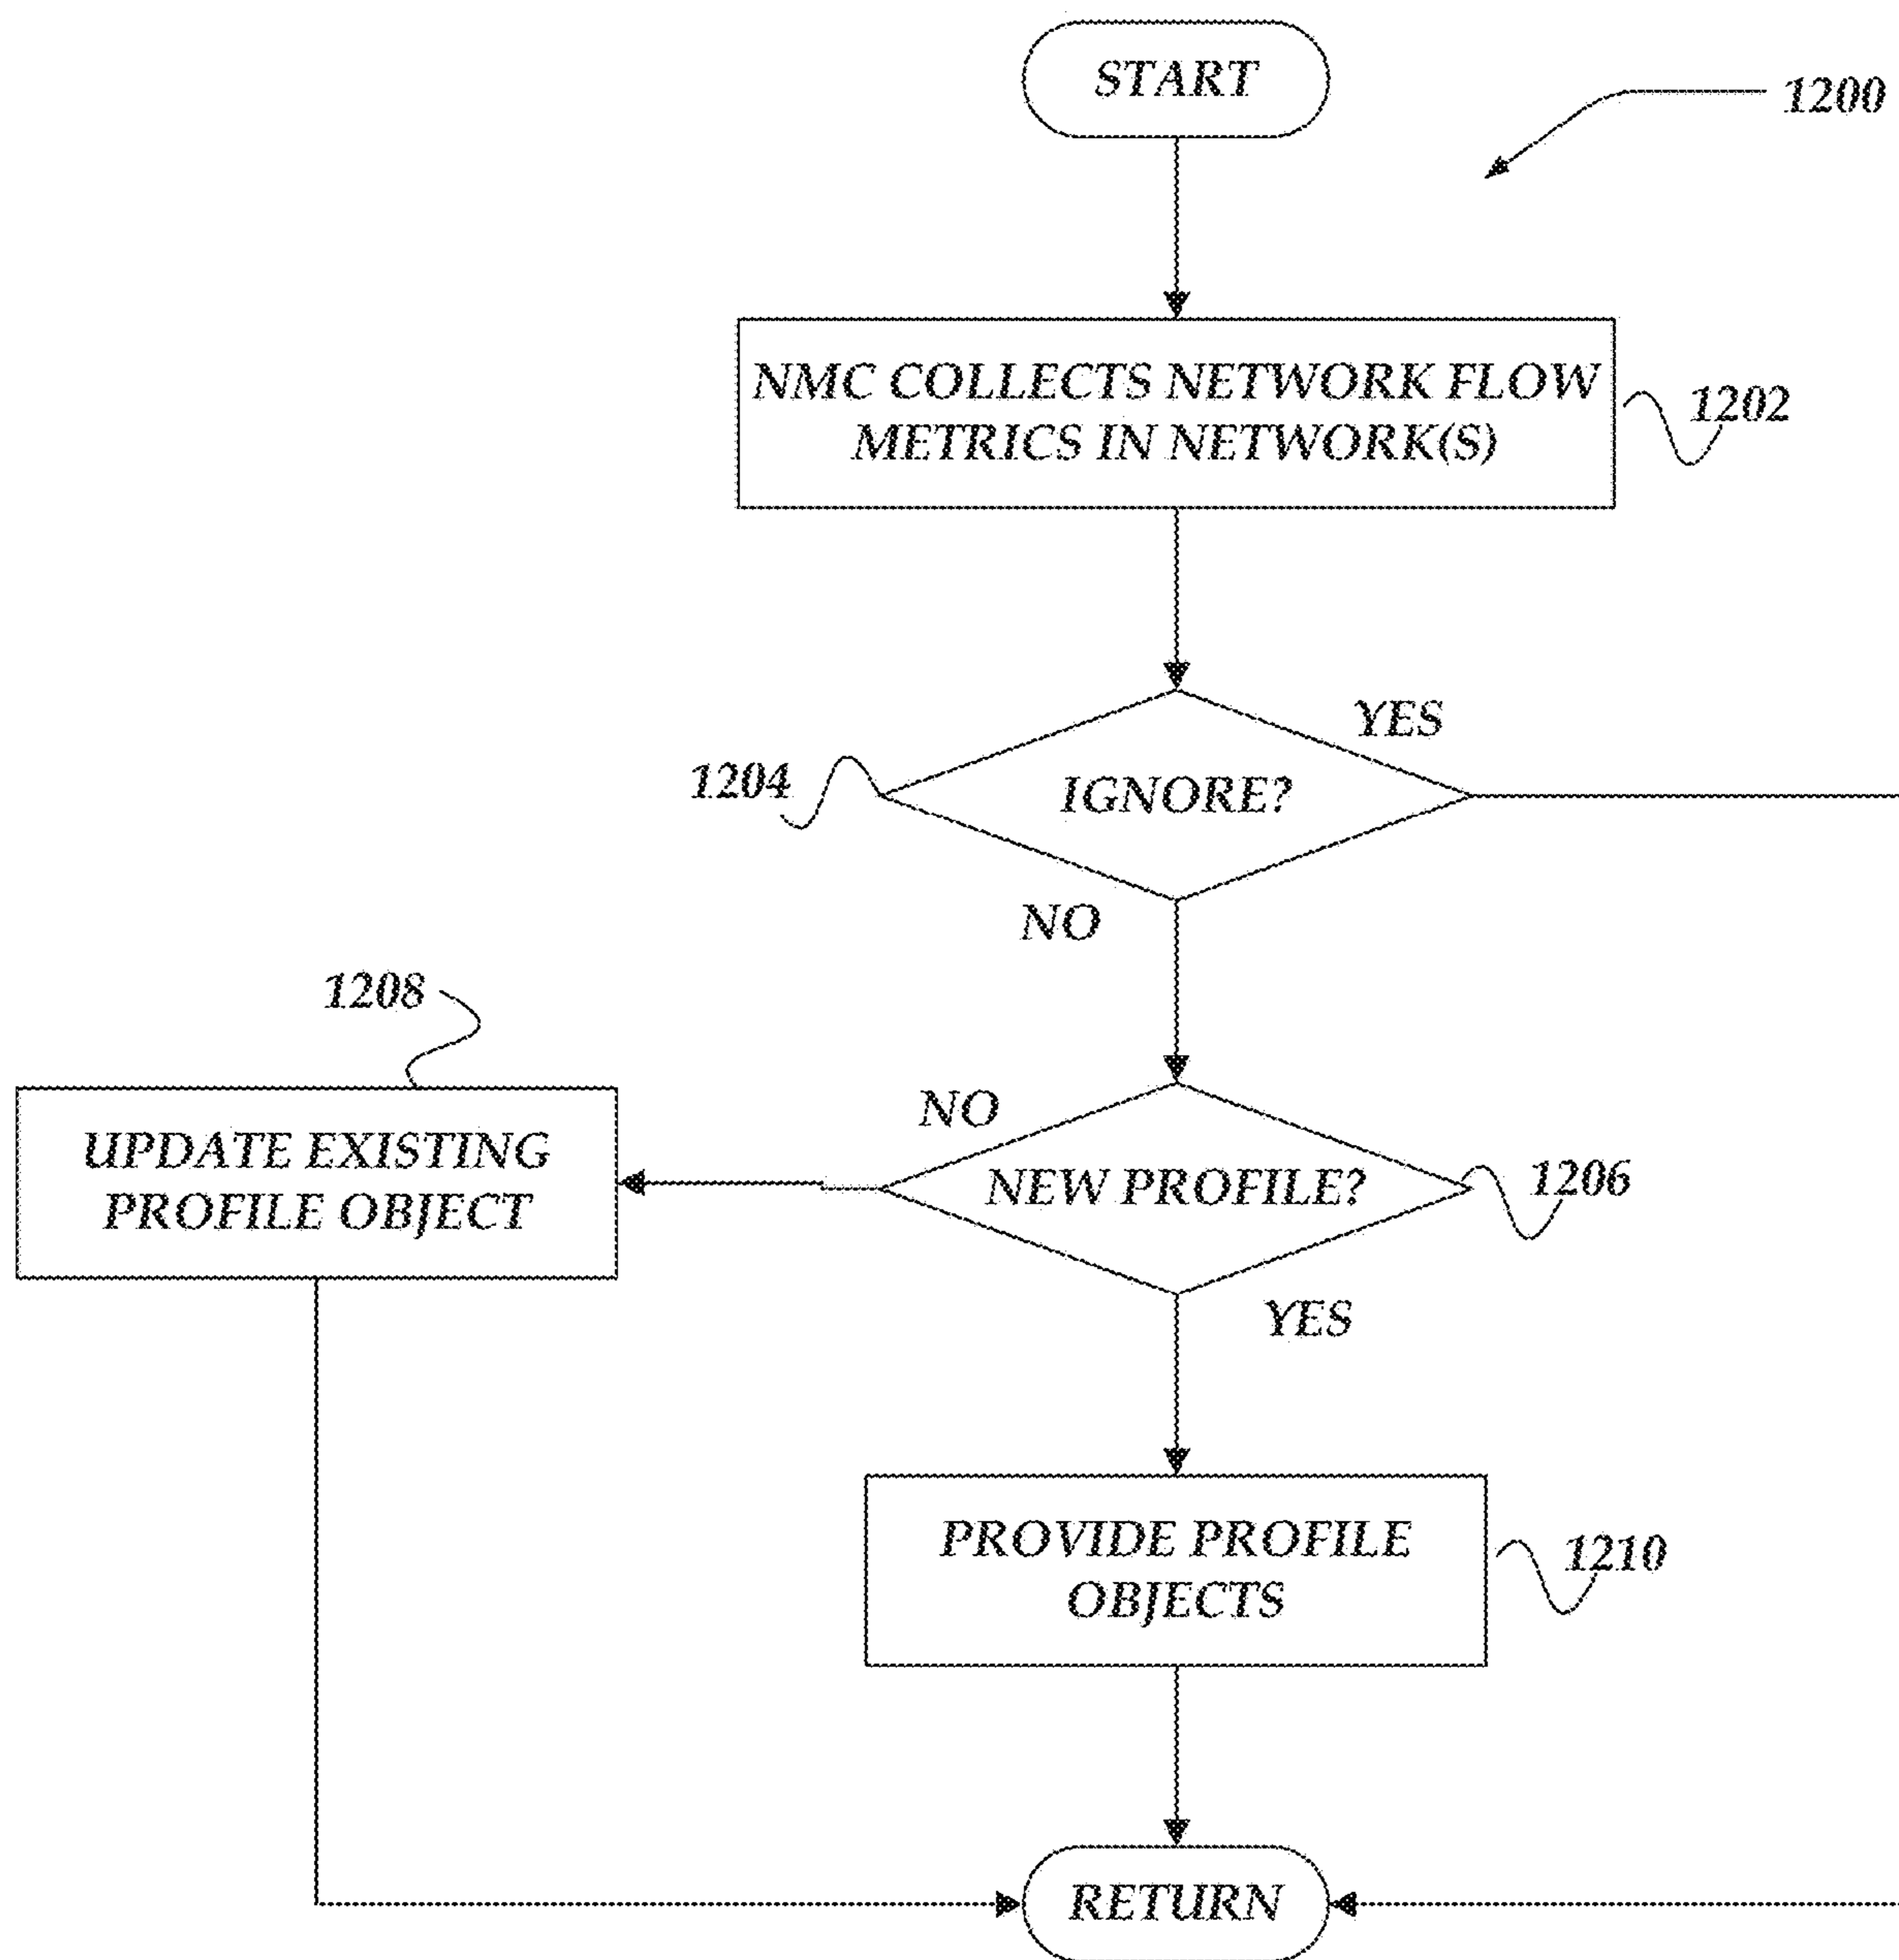 START
1200
NMC COLLECTS NETWORK FLOW
METRICS IN NETWORK(S)
1202
YES
1204
IGNORE?
NO
1208
NO
UPDATE EXISTING
PROFILE OBJECT
NEW PROFILE?
1206
YES
PROVIDE PROFILE
OBJECTS
1210
RETURN